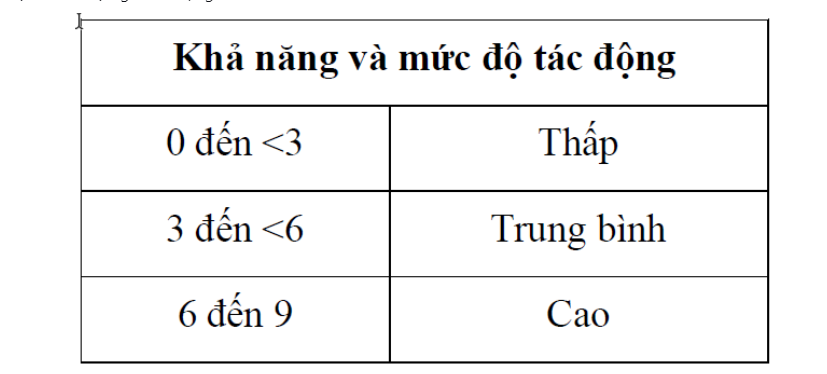 Khả năng và mức độ tác động
0 đến <3 Thấp
3 đến <6 Trung bình
6 đến 9 Cao